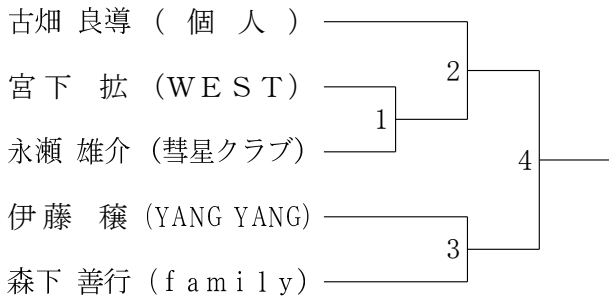 古畑 良導 ( 個 人 )
2
宮下 拡 (ＷＥＳＴ)
1
永瀬 雄介 (彗星クラブ)
4
伊藤 穣 (YANG YANG)
3
森下 善行 (ｆａｍｉｌｙ)